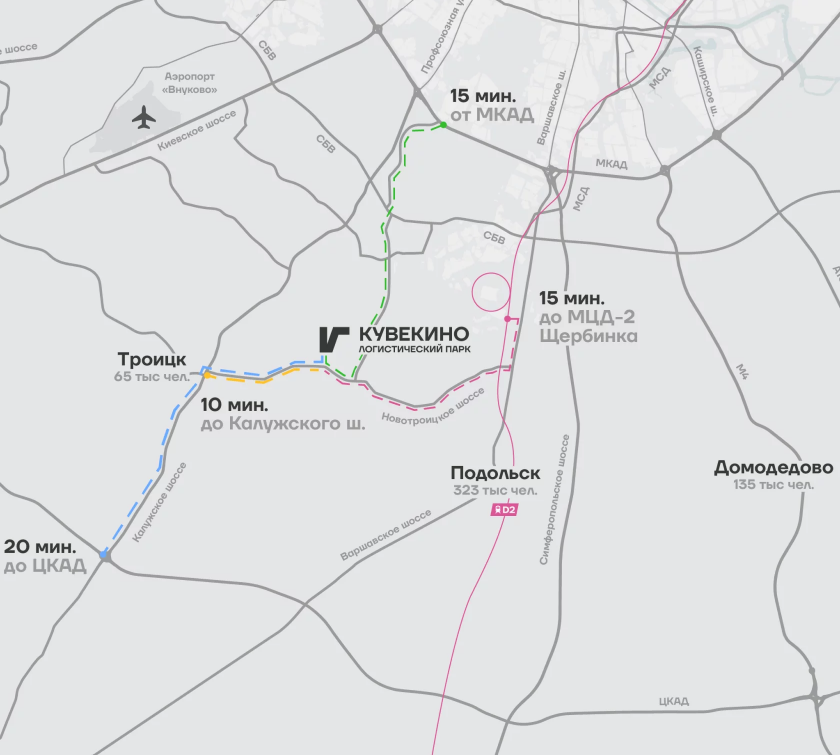 е шоссе
СБВ
Профсоюзная у
Аэропорт
«Внуково»
Киевское шоссе
СБВ
15 мин.
от МКАД
Варшавское ш.
МСД
Каширское ш.
МКАД
МСД
СБВ
15 мин.
до МЦД-2
Щербинка
КУВЕКИНО
ЛОГИСТИЧЕСКИЙ ПАРК
Троицк
65 тыс чел.
10 мин.
до Калужского ш.
Новотроицкое шоссе
М4
Подольск
323 тыс чел.
D2
Домодедово
135 тыс чел.
Калужское шоссе
Варшавское шоссе
Симферопольское шоссе
20 мин.
до ЦКАД
ЦКАД